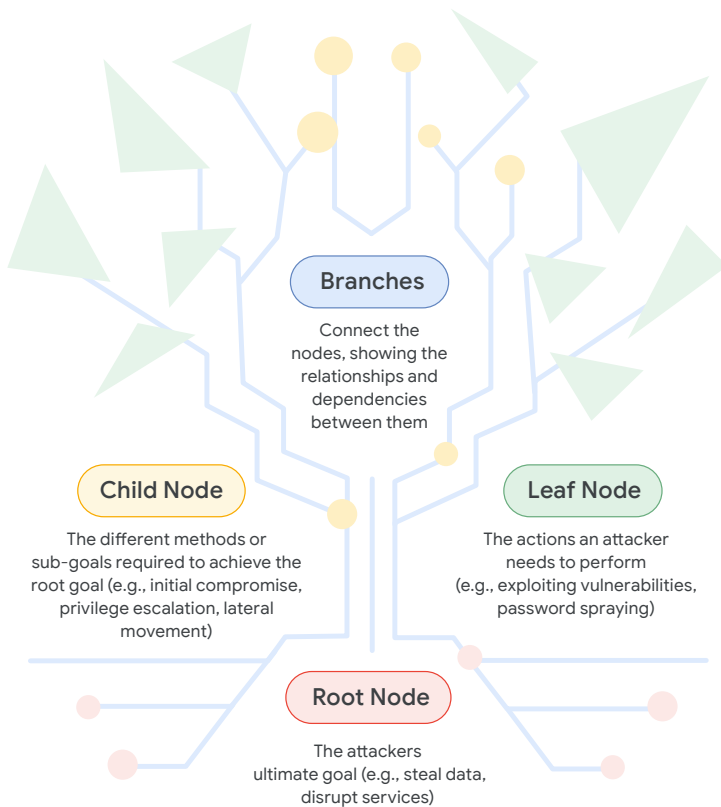 Branches
Connect the
nodes, showing the
relationships and
dependencies
between them
Child Node
The different methods or
sub-goals required to achieve the
root goal (e.g., initial compromise,
privilege escalation, lateral
movement)
Leaf Node
The actions an attacker
needs to perform
(e.g., exploiting vulnerabilities,
password spraying)
Root Node
The attackers
ultimate goal (e.g., steal data,
disrupt services)